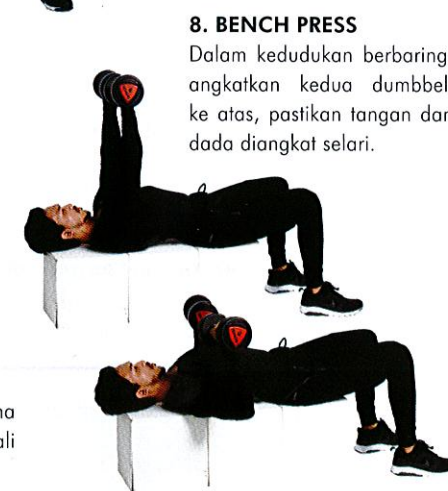 8. BENCH PRESS
Dalam kedudukan berbaring
angkatkan kedua dumbbel
ke atas, pastikan tangan dan
dada diangkat selari.